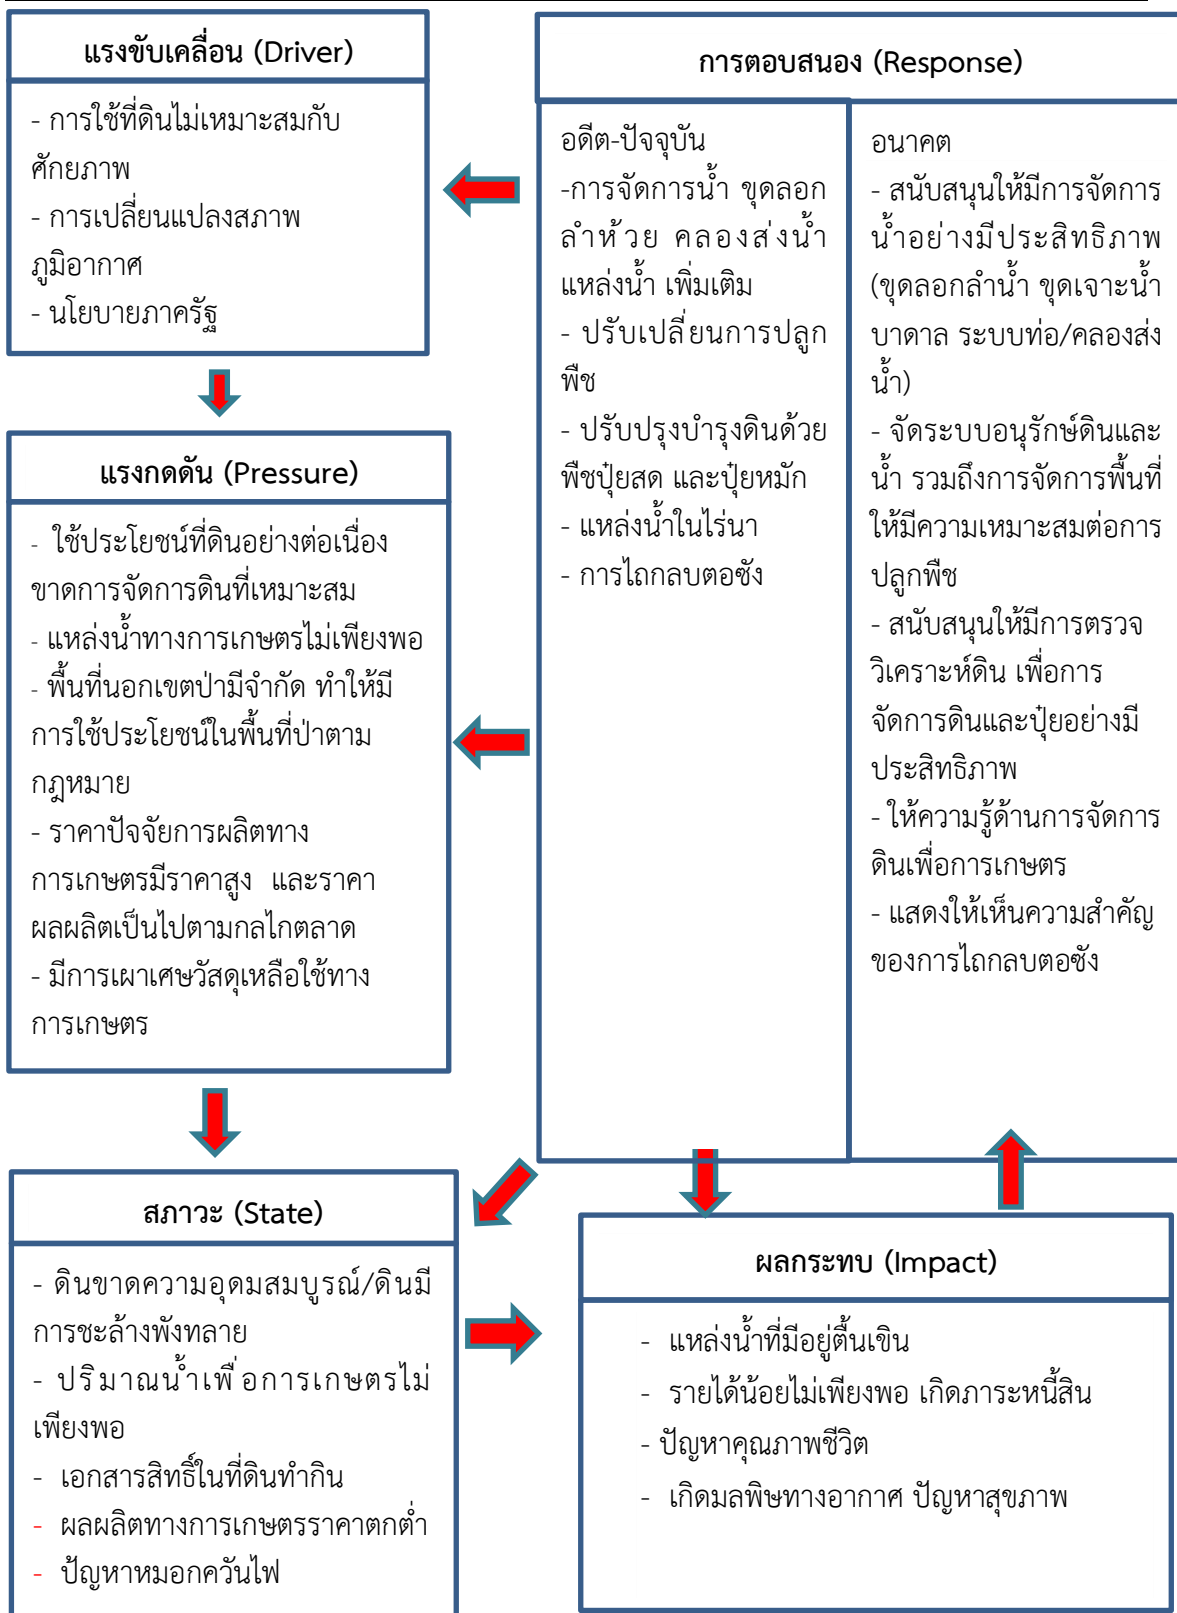 แรงขับเคลื่อน (Driver)
- การใช้ที่ดินไม่เหมาะสมกับ
ศักยภาพ
- การเปลี่ยนแปลงสภาพ
ภูมิอากาศ
- นโยบายภาครัฐ
แรงกดดัน (Pressure)
- ใช้ประโยชน์ที่ดินอย่างต่อเนื่อง
ขาดการจัดการดินที่เหมาะสม
- แหล่งน้ำทางการเกษตรไม่เพียงพอ
- พื้นที่นอกเขตป่ามีจำกัด ทำให้มี
การใช้ประโยชน์ในพื้นที่ป่าตาม
กฎหมาย
- ราคาปัจจัยการผลิตทาง
การเกษตรมีราคาสูง และราคา
ผลผลิตเป็นไปตามกลไกตลาด
- มีการเผาเศษวัสดุเหลือใช้ทาง
การเกษตร
สภาวะ (State)
- ดินขาดความอุดมสมบูรณ์/ดินมี
การชะล้างพังทลาย
- ปริมาณน้ำเพื่อการเกษตรไม่
เพียงพอ
- เอกสารสิทธิ์ในที่ดินทำกิน
- ผลผลิตทางการเกษตรราคาตกต่ำ
- ปัญหาหมอกควันไฟ
การตอบสนอง (Response)
อดีต-ปัจจุบัน
-การจัดการน้ำ ขุดลอก
ลำห้วย คลองส่งน้ำ
แหล่งน้ำ เพิ่มเติม
- ปรับเปลี่ยนการปลูก
พืช
- ปรับปรุงบำรุงดินด้วย
พืชปุ๋ยสด และปุ๋ยหมัก
- แหล่งน้ำในไร่นา
- การไถกลบตอซัง
อนาคต
- สนับสนุนให้มีการจัดการ
น้ำอย่างมีประสิทธิภาพ
(ขุดลอกลำน้ำ ขุดเจาะน้ำ
บาดาล ระบบท่อ/คลองส่ง
น้ำ)
- จัดระบบอนุรักษ์ดินและ
น้ำ รวมถึงการจัดการพื้นที่
ให้มีความเหมาะสมต่อการ
ปลูกพืช
- สนับสนุนให้มีการตรวจ
วิเคราะห์ดิน เพื่อการ
จัดการดินและปุ๋ยอย่างมี
ประสิทธิภาพ
- ให้ความรู้ด้านการจัดการ
ดินเพื่อการเกษตร
- แสดงให้เห็นความสำคัญ
ของการไถกลบตอซัง
ผลกระทบ (Impact)
- แหล่งน้ำที่มีอยู่ตื้นเขิน
- รายได้น้อยไม่เพียงพอ เกิดภาระหนี้สิน
- ปัญหาคุณภาพชีวิต
- เกิดมลพิษทางอากาศ ปัญหาสุขภาพ